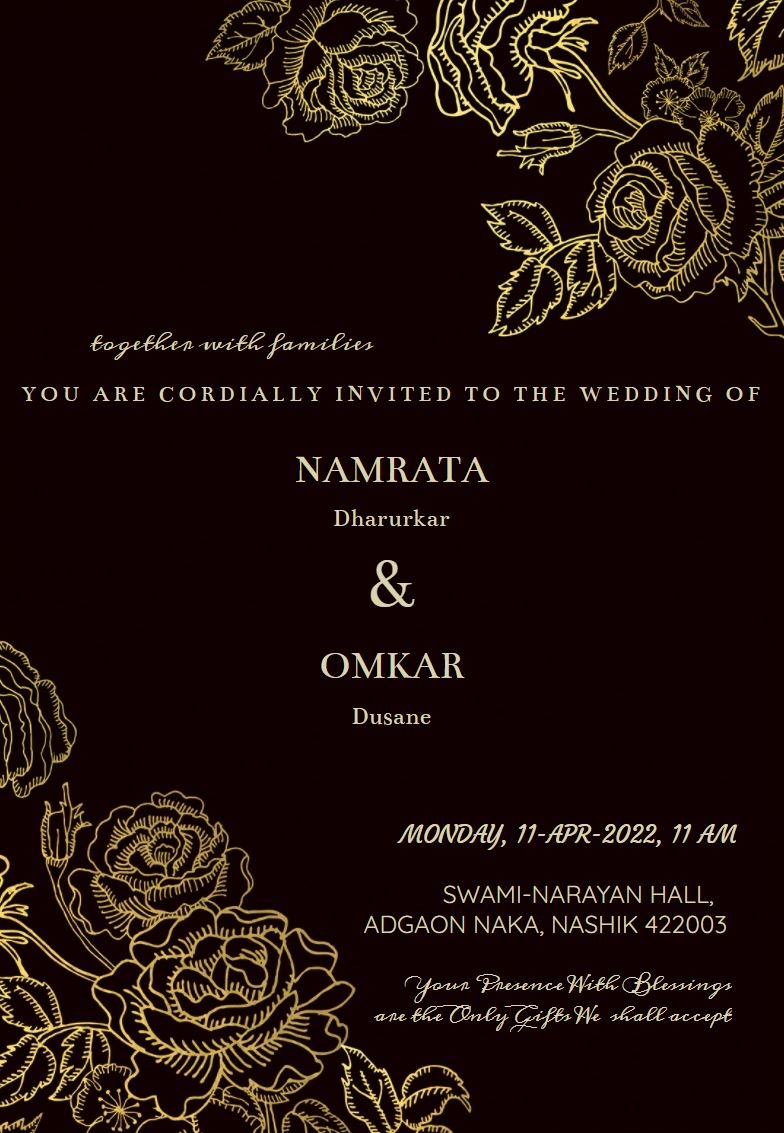 together with families
YOU ARE CORDIALLY INVITED TO THE WEDDING OF
NAMRATA
Dharurkar
&
OMKAR
Dusane
MONDAY, 11-APR-2022, 11 AM
SWAMI-NARAYAN HALL,
ADGAON NAKA, NASHIK 422003
Your Presence With Blessings
are the Only Gifts We shall accept